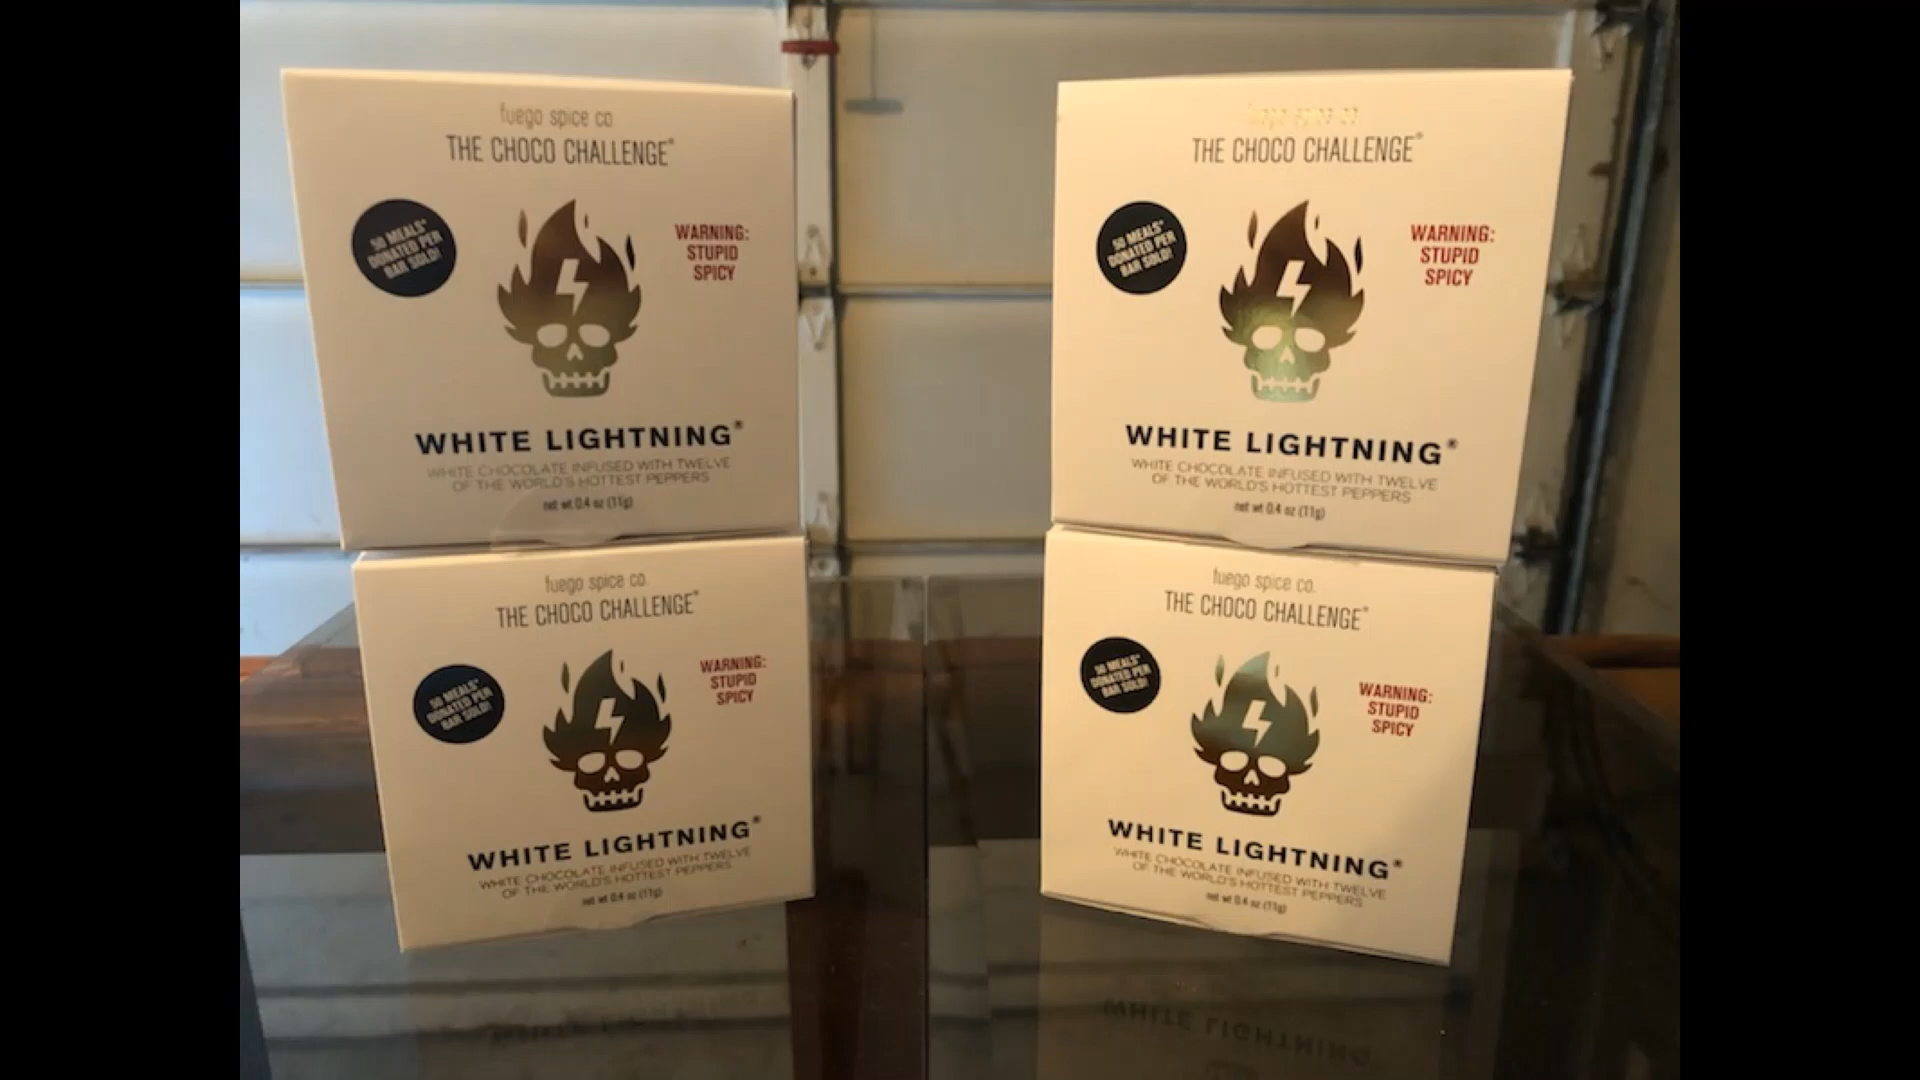 fuego spice co
THE CHOCO CHALLENGE®
50 MEALS*
DONATED PER
BAR SOLD!
WARNING:
STUPID
SPICY
WHITE LIGHTNING®
WHITE CHOCOLATE INFUSED WITH TWELVE
OF THE WORLD'S HOTTEST PEPPERS
net wt 0.4 oz (11g)
fuego spice co.
THE CHOCO CHALLENGE®
50 MEALS*
DONATED PER
BAR SOLD!
WARNING:
STUPID
SPICY
WHITE LIGHTNING®
WHITE CHOCOLATE INFUSED WITH TWELVE
OF THE WORLD'S HOTTEST PEPPERS
net wt 0.4 oz (11g)
fuego spice co.
THE CHOCO CHALLENGE®
50 MEALS*
DONATED PER
BAR SOLD!
WARNING:
STUPID
SPICY
WHITE LIGHTNING®
WHITE CHOCOLATE INFUSED WITH TWELVE
OF THE WORLD'S HOTTEST PEPPERS
net wt 0.4 oz (11g)
fuego spice co.
THE CHOCO CHALLENGE®
50 MEALS*
DONATED PER
BAR SOLD!
WARNING:
STUPID
SPICY
WHITE LIGHTNING®
WHITE CHOCOLATE INFUSED WITH TWELVE
OF THE WORLD'S HOTTEST PEPPERS
net wt 0.4 oz (11g)